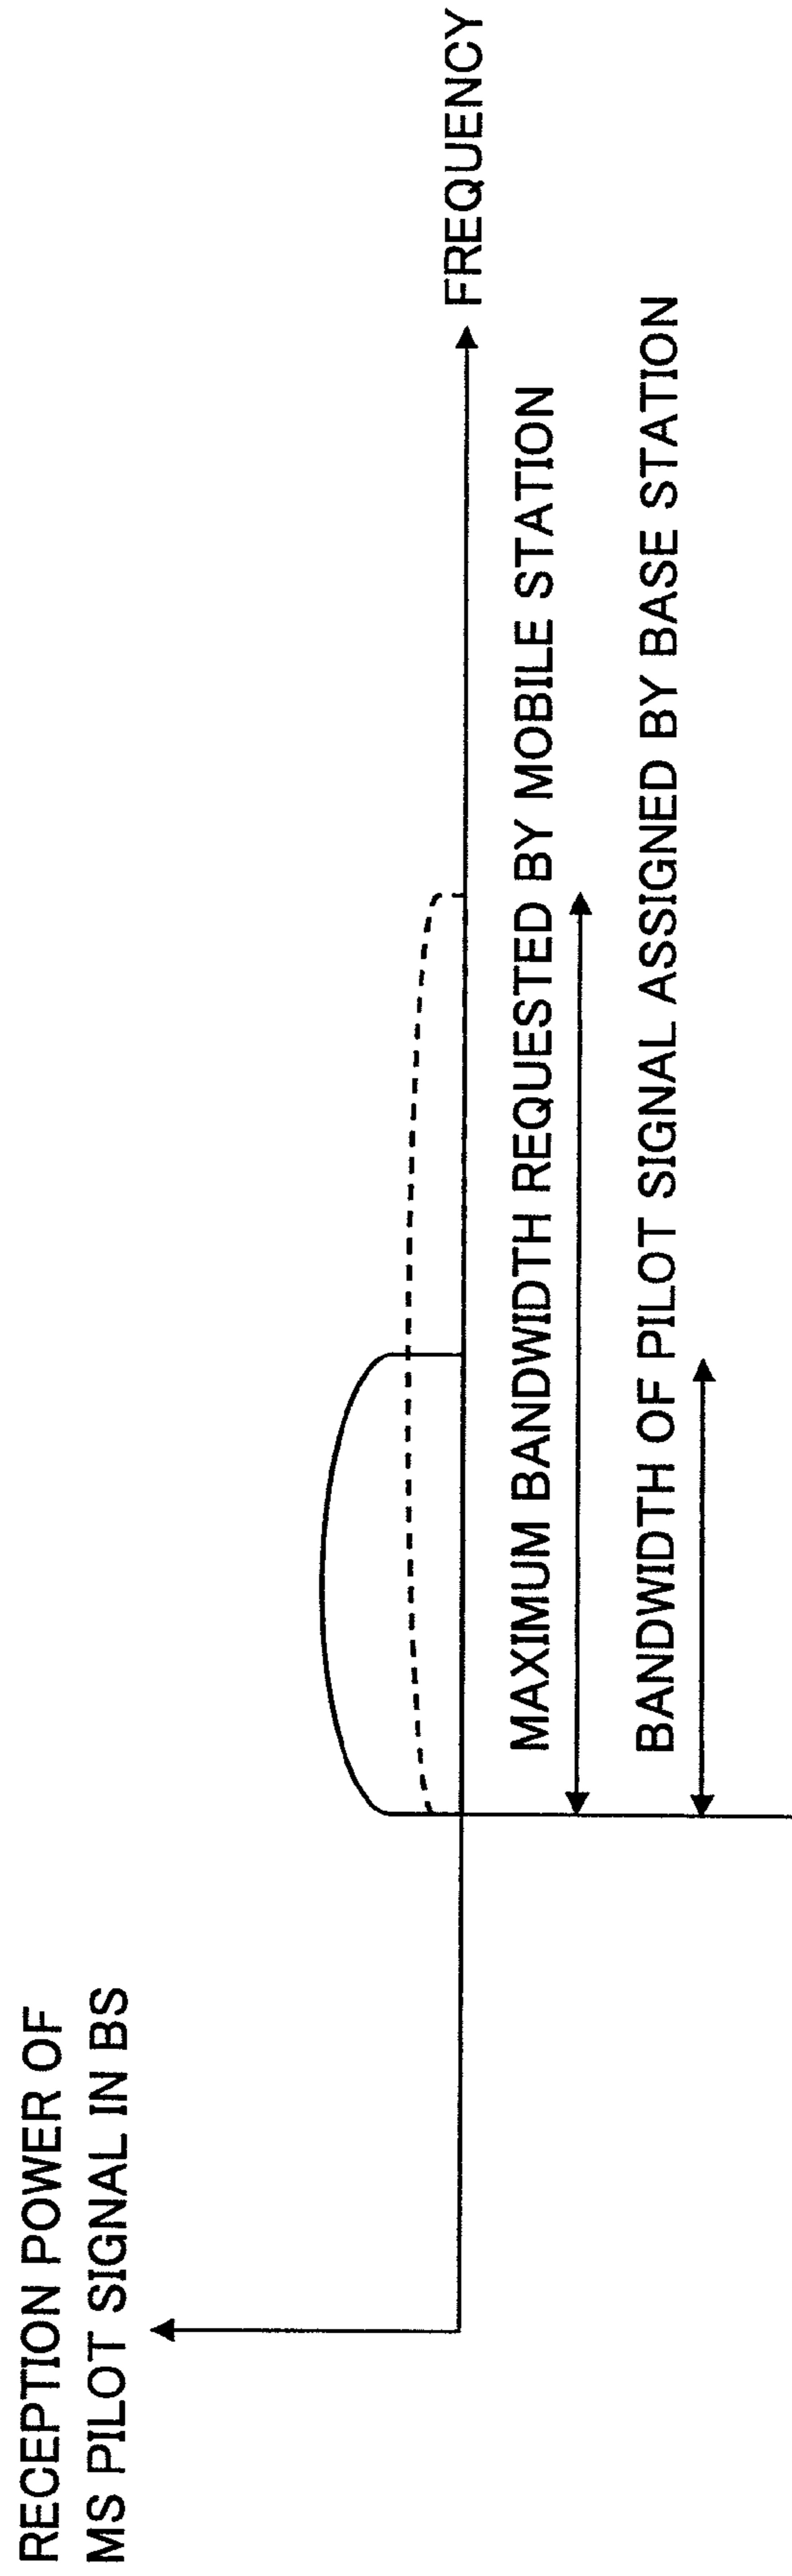 RECEPTION POWER OF
MS PILOT SIGNAL IN BS
FREQUENCY
MAXIMUM BANDWIDTH REQUESTED BY MOBILE STATION
BANDWIDTH OF PILOT SIGNAL ASSIGNED BY BASE STATION